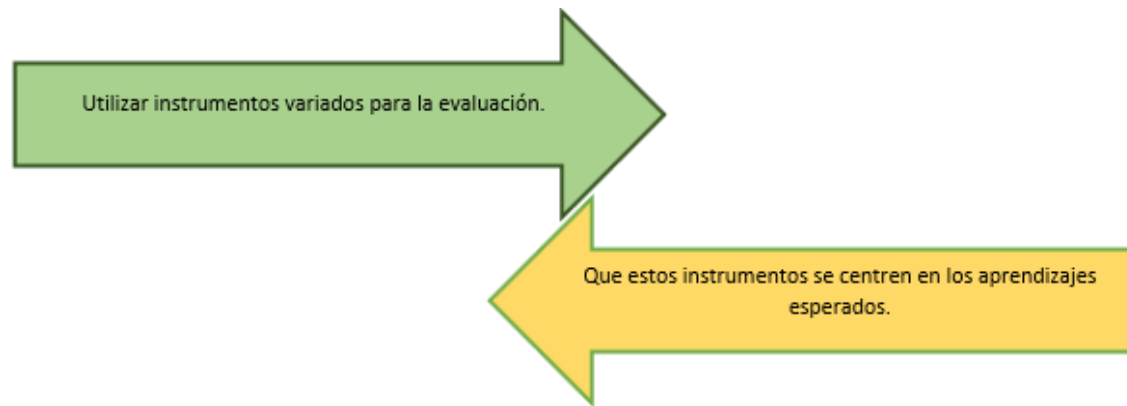 Utilizar instrumentos variados para la evaluación.
Que estos instrumentos se centren en los aprendizajes
esperados.